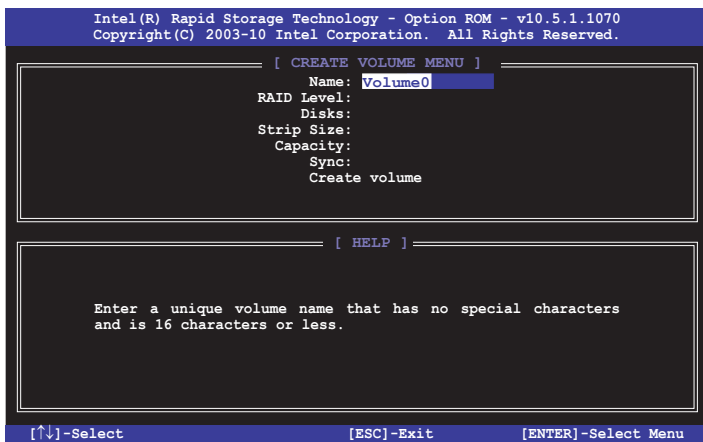 Intel(R) Rapid Storage Technology - Option ROM - v10.5.1.1070
Copyright(C) 2003-10 Intel Corporation.  All Rights Reserved.
[ CREATE VOLUME MENU ]
Name: Volume0
RAID Level:
Disks:
Strip Size:
Capacity:
Sync:
Create volume
[ HELP ]
Enter a unique volume name that has no special characters
and is 16 characters or less.
[↑↓]-Select [ESC]-Exit [ENTER]-Select Menu